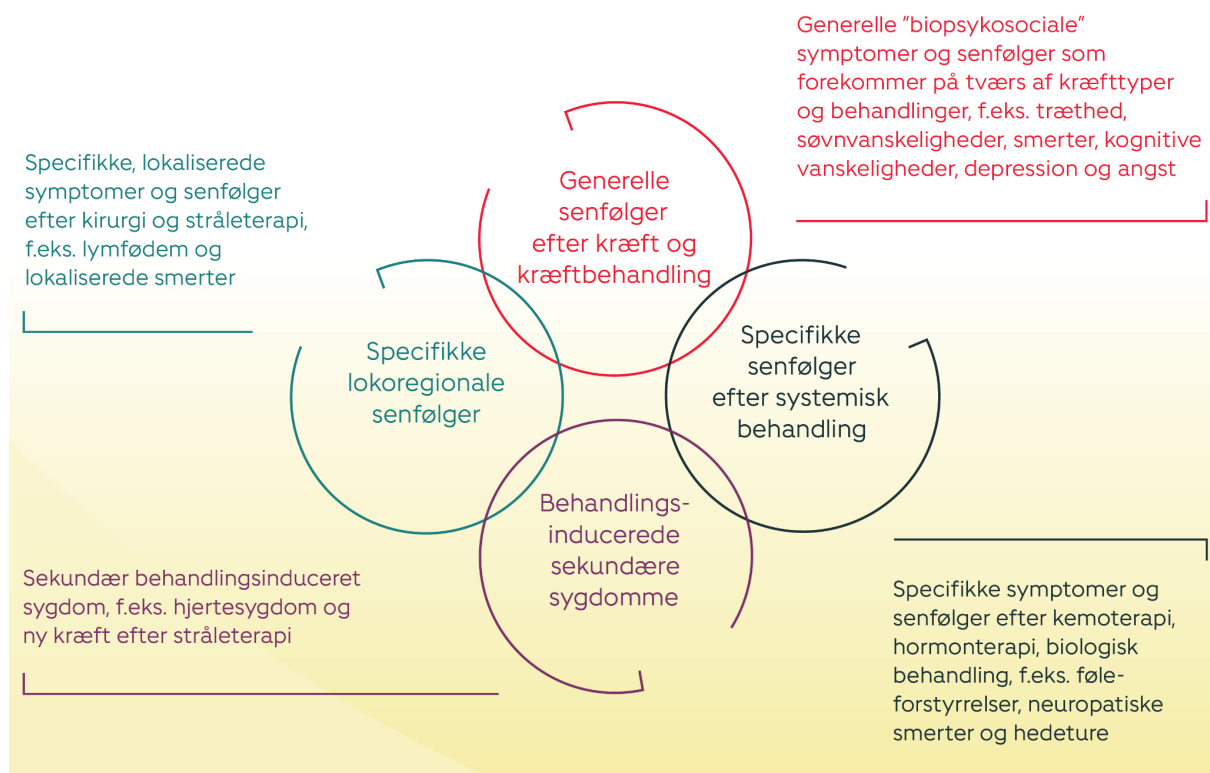 Generelle "biopsykosociale"
symptomer og senfølger som
forekommer på tværs af kræfttyper
og behandlinger, f.eks. træthed,
søvnvanskeligheder, smerter, kognitive
vanskeligheder, depression og angst
Specifikke, lokaliserede
symptomer og senfølger
efter kirurgi og stråleterapi,
f.eks. lymfødem og
lokaliserede smerter
Generelle
senfølger
efter kræft og
kræftbehandling
Specifikke
lokoregionale
senfølger
Specifikke
senfølger
efter systemisk
behandling
Behandlings-
inducerede
sekundære
sygdomme
Sekundær behandlingsinduceret
sygdom, f.eks. hjertesygdom og
ny kræft efter stråleterapi
Specifikke symptomer og
senfølger efter kemoterapi,
hormonterapi, biologisk
behandling, f.eks. føle-
forstyrrelser, neuropatiske
smerter og hedeture